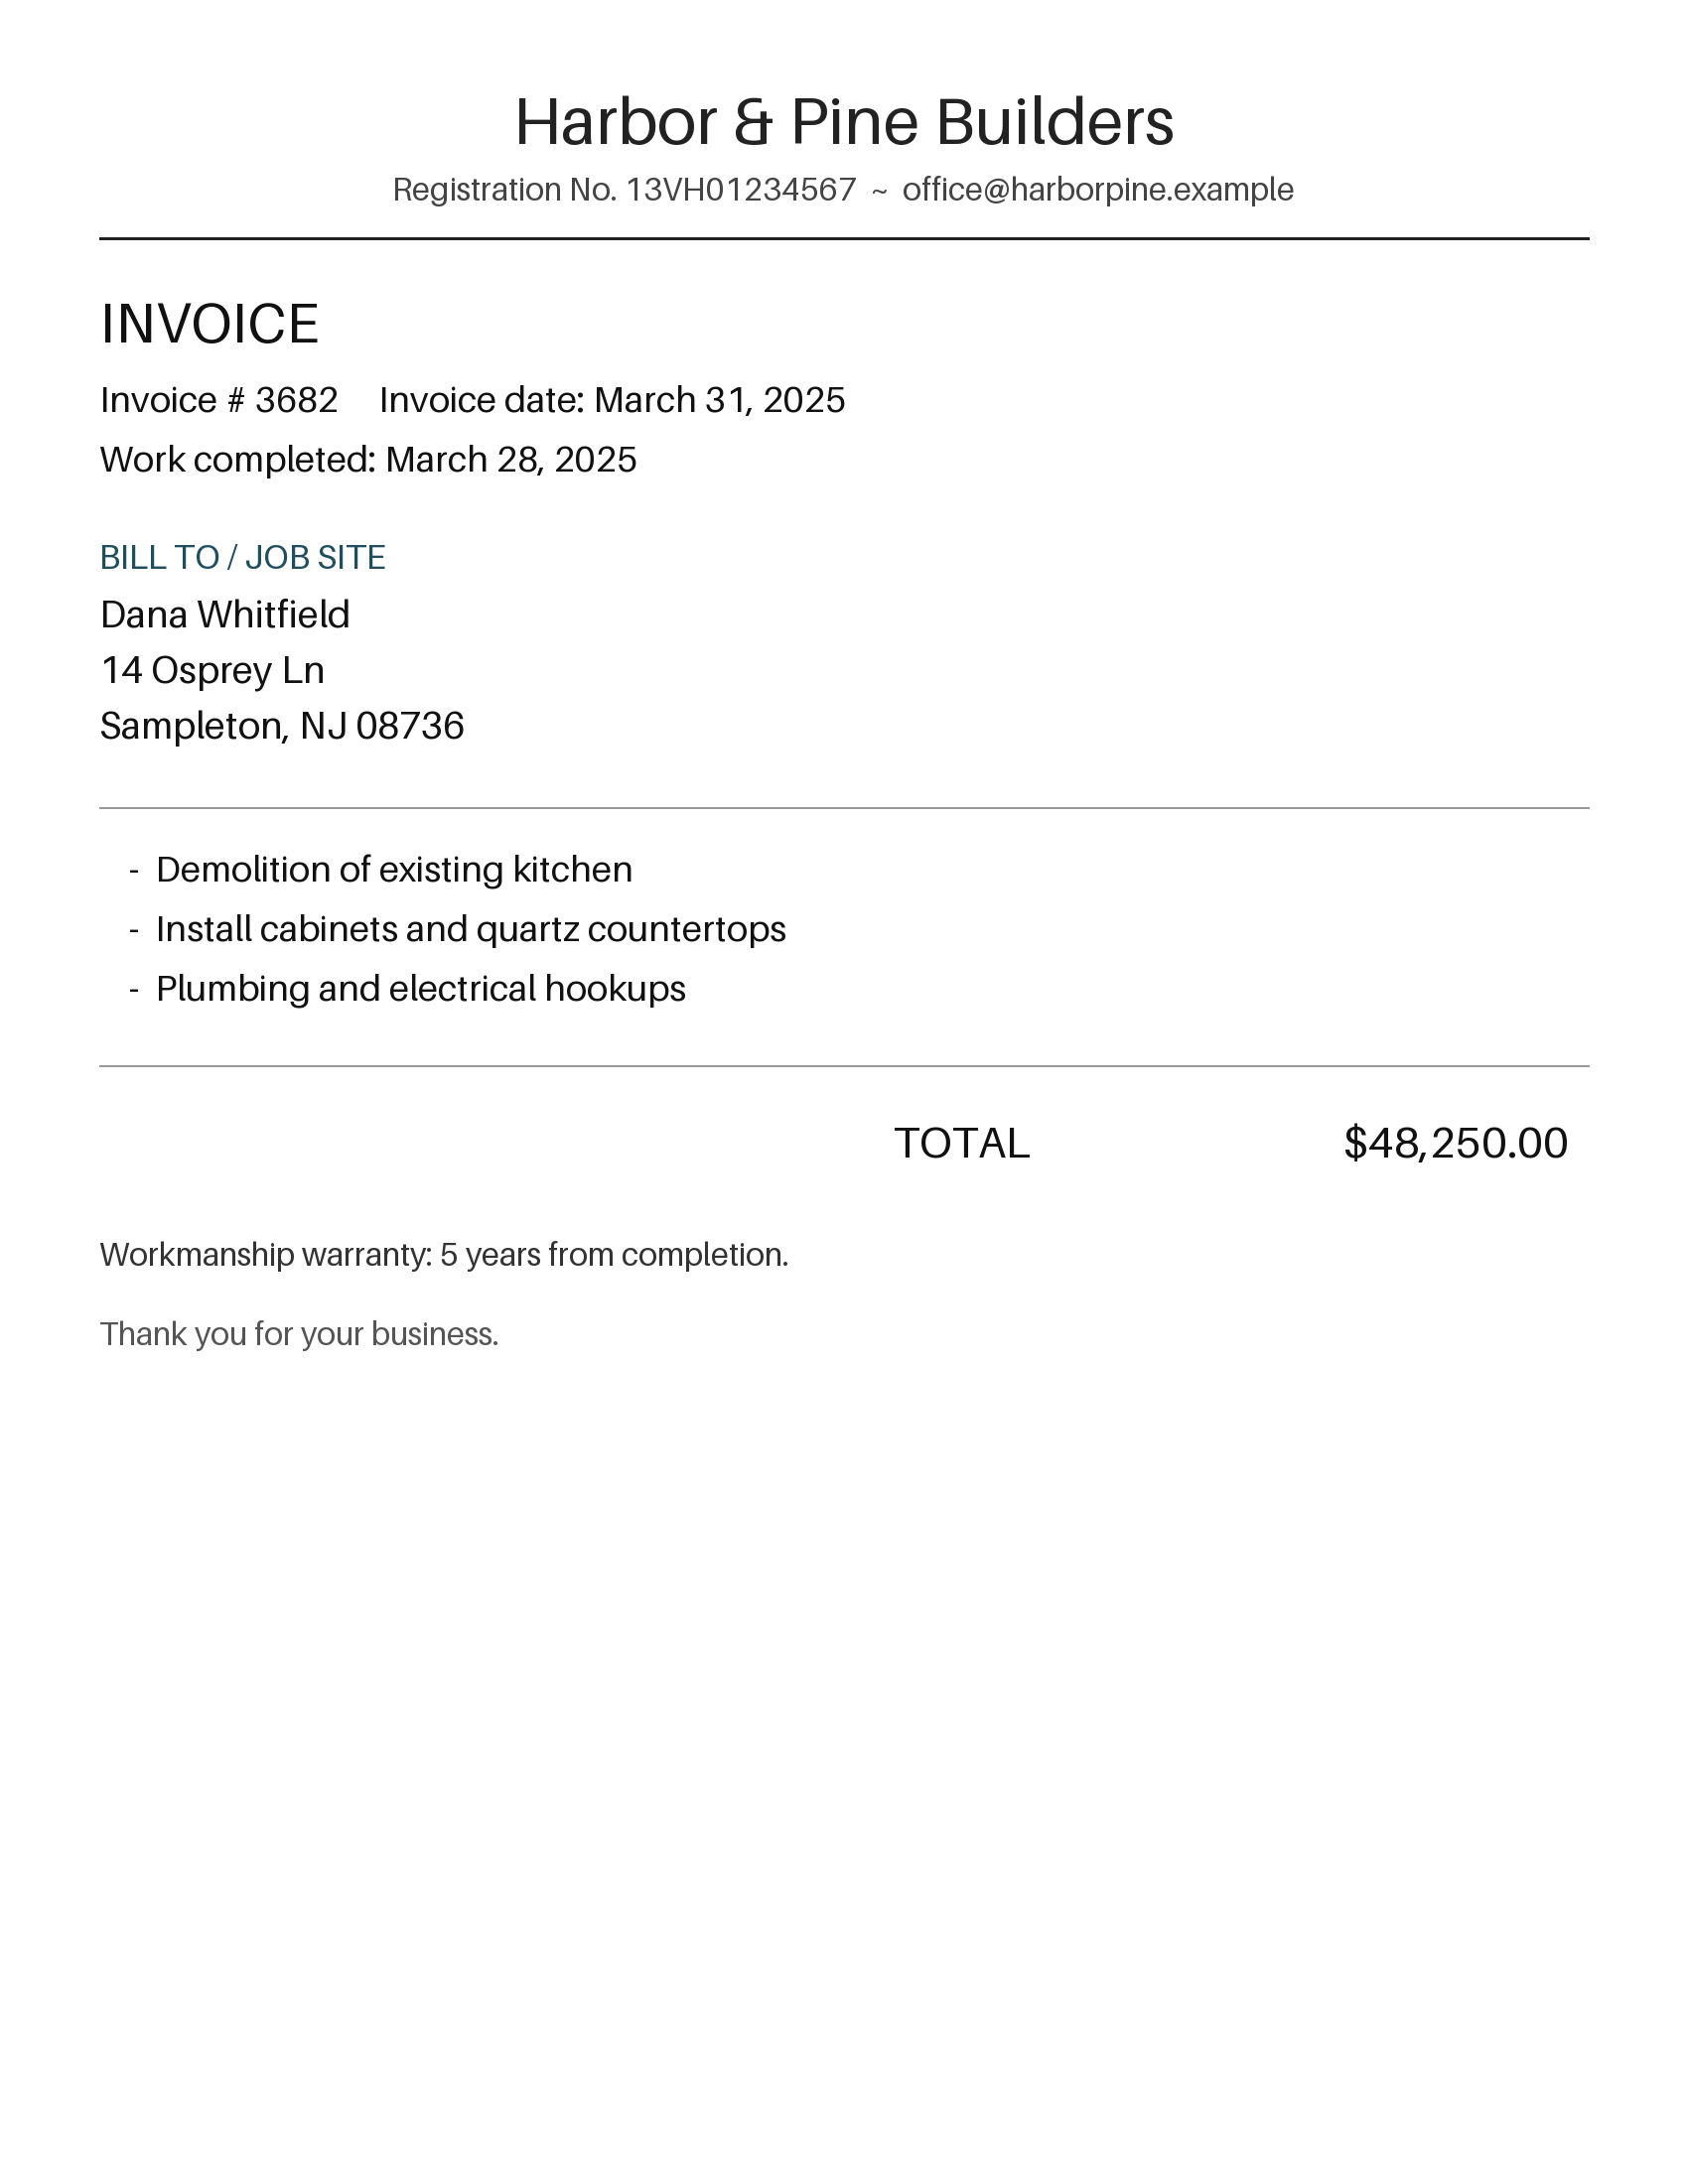 Harbor & Pine Builders
Registration No. 13VH01234567 ~ office@harborpine.example
INVOICE
Invoice # 3682 Invoice date: March 31, 2025
Work completed: March 28, 2025
BILL TO / JOB SITE
Dana Whitfield
14 Osprey Ln
Sampleton, NJ 08736
- Demolition of existing kitchen
- Install cabinets and quartz countertops
- Plumbing and electrical hookups
TOTAL $48,250.00
Workmanship warranty: 5 years from completion.
Thank you for your business.